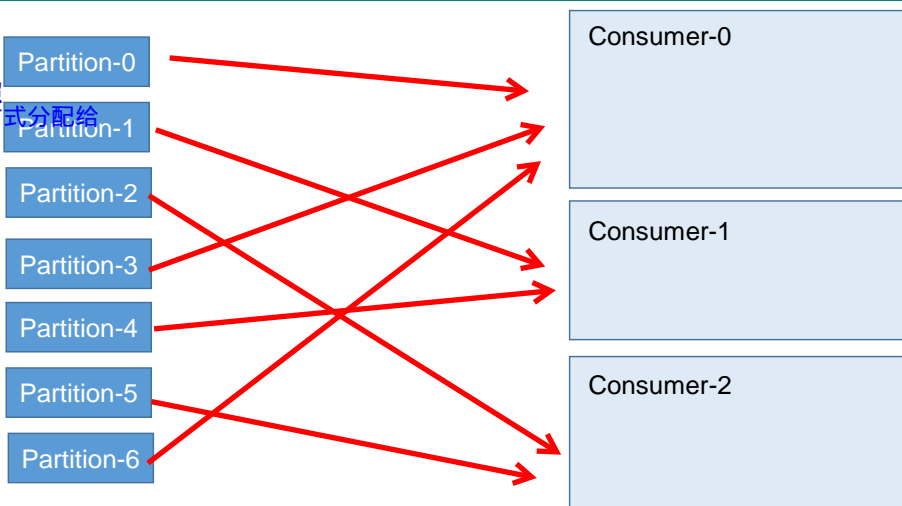 Partition-0
式分配给
Partition-1
Partition-2
Partition-3
Partition-4
Partition-5
Partition-6
Consumer-0
Consumer-1
Consumer-2